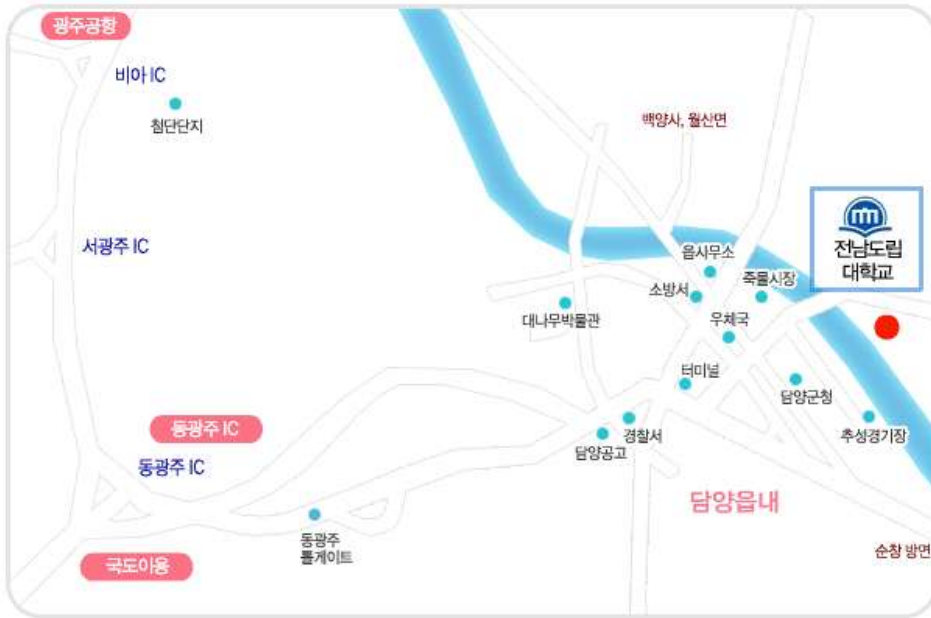 광주공항
비아 IC
첨단단지
백양사, 월산면
전남도립
대학교
서광주 IC
읍사무소
소방서
죽물시장
대나무박물관
우체국
터미널
담양군청
동광주 IC
경찰서
추성경기장
담양공고
동광주 IC
담양읍내
동광주
톨게이트
순창 방면
국도이용